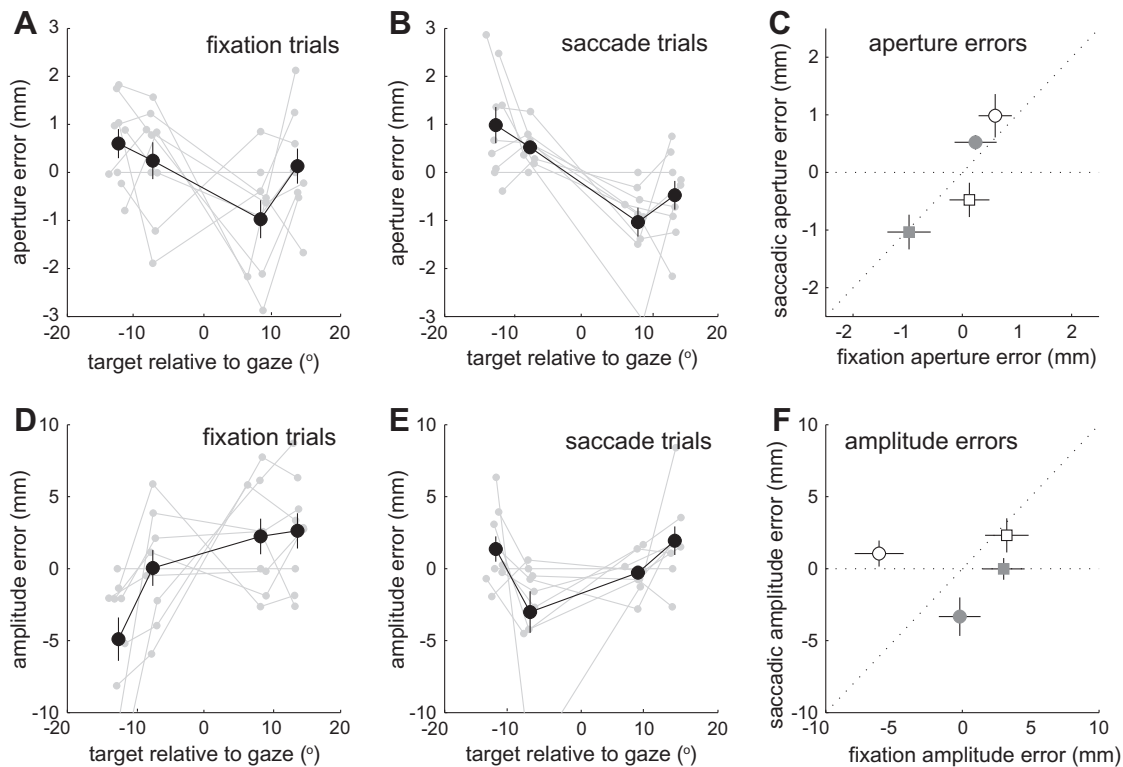 A
fixation trials
aperture error (mm)
3
2
1
0
-1
-2
-3
-20
-10
0
10
20
target relative to gaze (°)
B
saccade trials
aperture error (mm)
3
2
1
0
-1
-2
-3
-20
-10
0
10
20
target relative to gaze (°)
C
aperture errors
saccadic aperture error (mm)
2
1
0
-1
-2
-2
-1
0
1
2
fixation aperture error (mm)
D
fixation trials
amplitude error (mm)
10
5
0
-5
-10
-20
-10
0
10
20
target relative to gaze (°)
E
saccade trials
amplitude error (mm)
10
5
0
-5
-10
-20
-10
0
10
20
target relative to gaze (°)
F
amplitude errors
saccadic amplitude error (mm)
10
5
0
-5
-10
-10
-5
0
5
10
fixation amplitude error (mm)